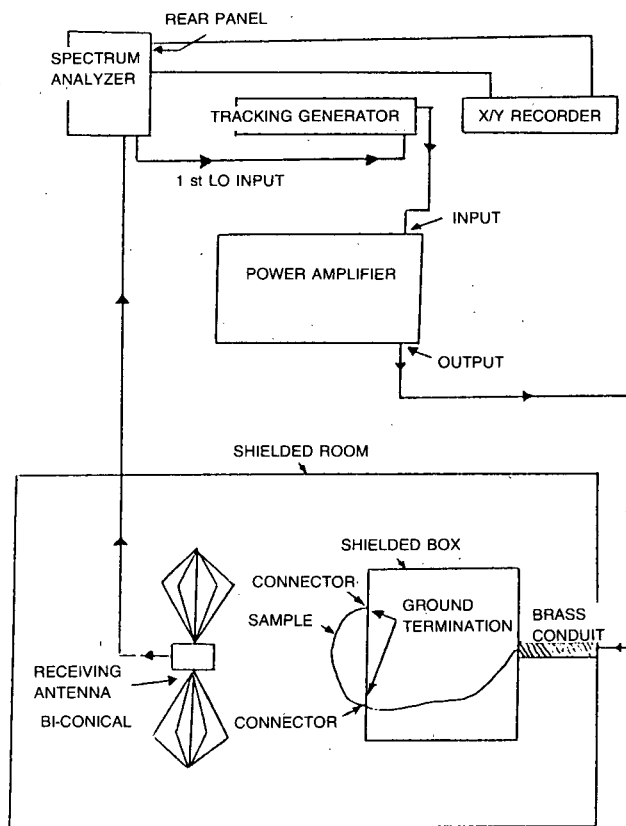 REAR PANEL
SPECTRUM
ANALYZER
TRACKING GENERATOR
X/Y RECORDER
1 st LO INPUT
INPUT
POWER AMPLIFIER
OUTPUT
SHIELDED ROOM
SHIELDED BOX
CONNECTOR
SAMPLE
GROUND
TERMINATION
BRASS
CONDUIT
RECEIVING
ANTENNA
BI-CONICAL
CONNECTOR